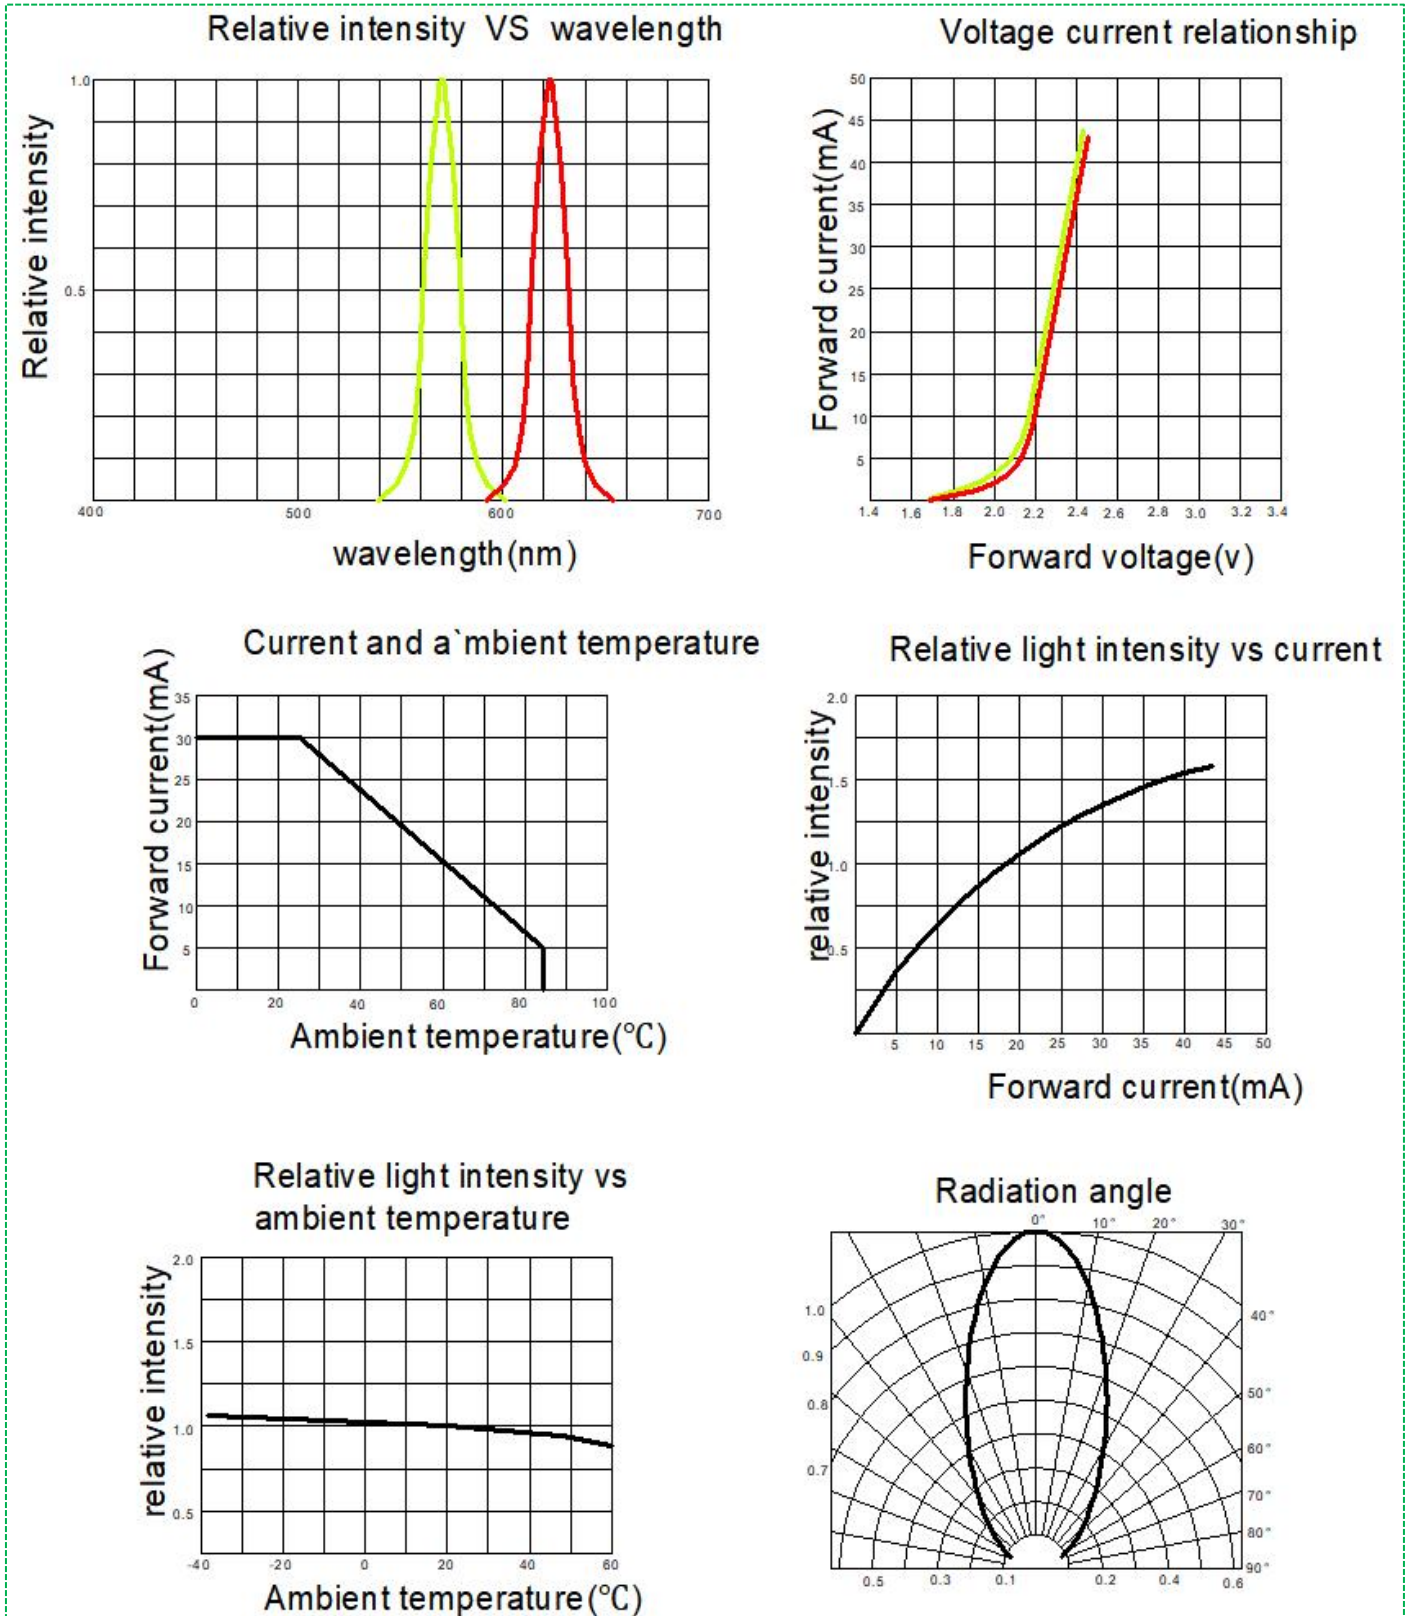 Relative intensity VS wavelength
Relative intensity
1.0
0.5
400 500 600 700
wavelength(nm)
Voltage current relationship
Forward current(mA)
50
45
40
35
30
25
20
15
10
5
1.4 1.6 1.8 2.0 2.2 2.4 2.6 2.8 3.0 3.2 3.4
Forward voltage(v)
Current and a`mbient temperature
Forward current(mA)
35
30
25
20
15
10
5
0 20 40 60 80 100
Ambient temperature(℃)
Relative light intensity vs current
relative intensity
2.0
1.5
1.0
0.5
5 10 15 20 25 30 35 40 45 50
Forward current(mA)
Relative light intensity vs
ambient temperature
relative intensity
2.0
1.5
1.0
0.5
-40 -20 0 20 40 60
Ambient temperature(℃)
Radiation angle
0° 10° 20° 30°
1.0 40°
0.9
0.8 50°
60°
0.7
70°
80°
90°
0.5 0.3 0.1 0.2 0.4 0.6